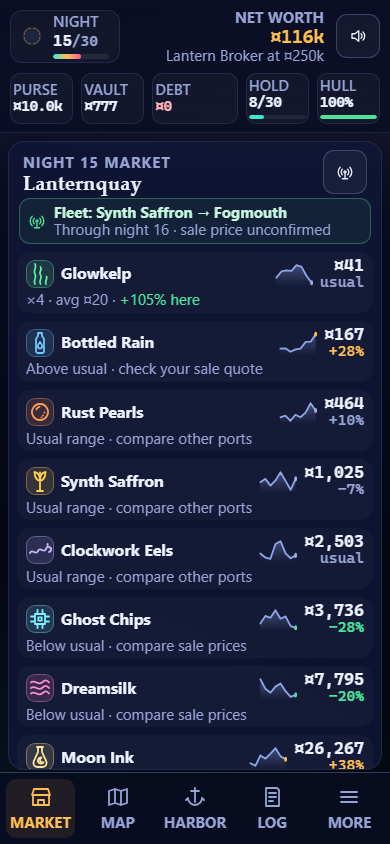 NIGHT
15/30
NET WORTH
¤116k
Lantern Broker at ¤250k
PURSE
¤10.0k
VAULT
¤777
DEBT
¤0
HOLD
8/30
HULL
100%
NIGHT 15 MARKET
Lanternquay
Fleet: Synth Saffron → Fogmouth
Through night 16 · sale price unconfirmed
Glowkelp
¤41
usual
×4 · avg ¤20 · +105% here
Bottled Rain
¤167
+28%
Above usual · check your sale quote
Rust Pearls
¤464
+10%
Usual range · compare other ports
Synth Saffron
¤1,025
−7%
Usual range · compare other ports
Clockwork Eels
¤2,503
usual
Usual range · compare other ports
Ghost Chips
¤3,736
−28%
Below usual · compare sale prices
Dreamsilk
¤7,795
−20%
Below usual · compare sale prices
Moon Ink
¤26,267
+38%
MARKET
MAP
HARBOR
LOG
MORE